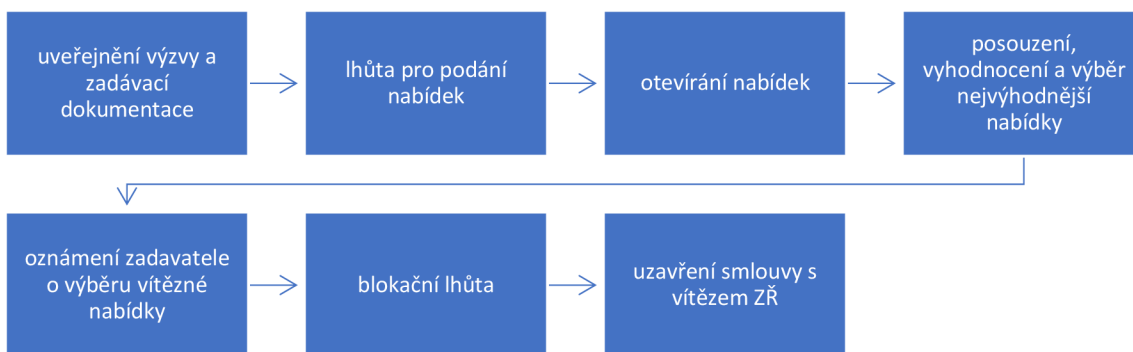 uveřejnění výzvy a
zadávací
dokumentace
lhůta pro podání
nabídek
otevírání nabídek
posouzení,
vyhodnocení a výběr
nejvýhodnější
nabídky
oznámení zadavatele
o výběru vítězné
nabídky
blokační lhůta
uzavření smlouvy s
vítězem ZŘ